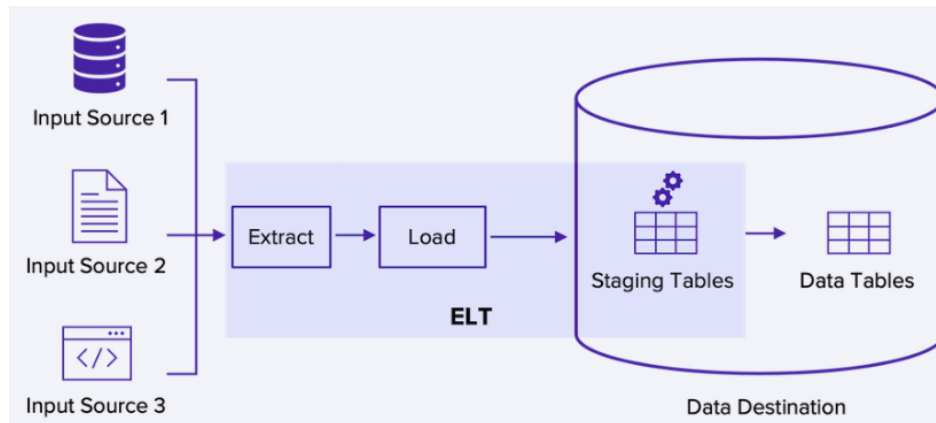 Input Source 1
Input Source 2
Input Source 3
Extract
Load
ELT
Staging Tables
Data Tables
Data Destination